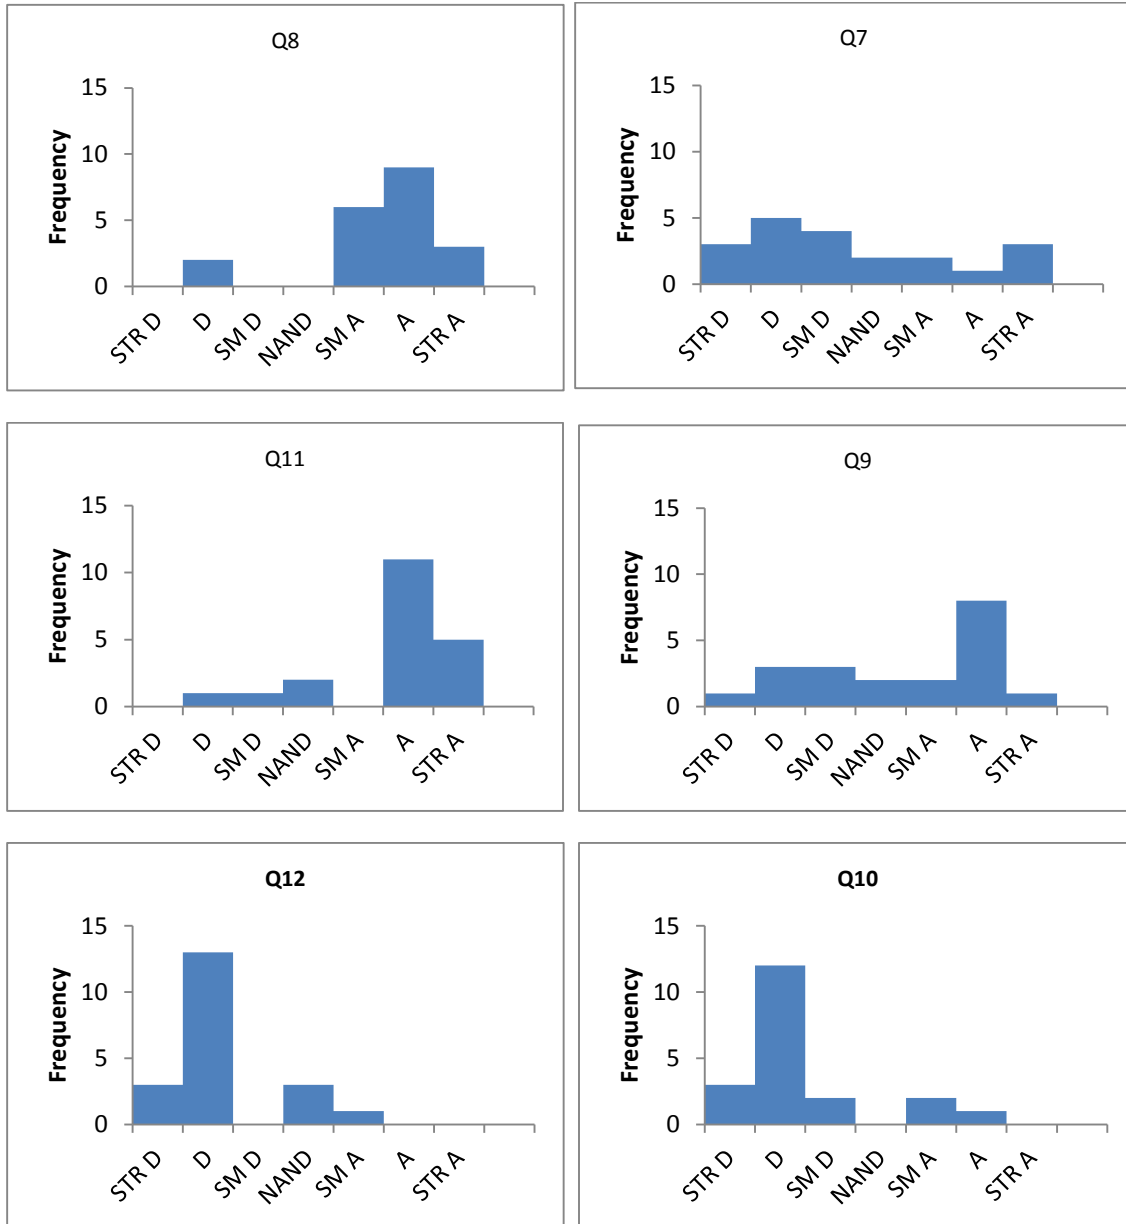 Q8
Frequency
15
10
5
0
STR D
D
SM D
NAND
SM A
A
STR A
Q7
Frequency
15
10
5
0
STR D
D
SM D
NAND
SM A
A
STR A
Q11
Frequency
15
10
5
0
STR D
D
SM D
NAND
SM A
A
STR A
Q9
Frequency
15
10
5
0
STR D
D
SM D
NAND
SM A
A
STR A
Q12
Frequency
15
10
5
0
STR D
D
SM D
NAND
SM A
A
STR A
Q10
Frequency
15
10
5
0
STR D
D
SM D
NAND
SM A
A
STR A